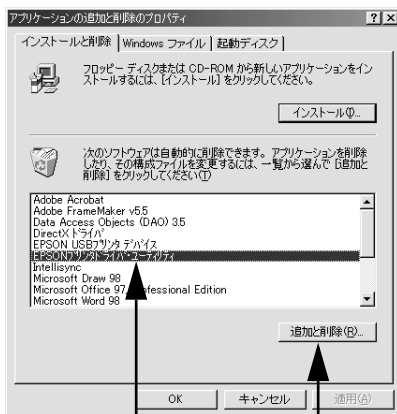 アプリケーションの追加と削除のプロパティ
インストールと削除
Windows ファイル
起動ディスク
フロッピー ディスクまたは CD-ROM から新しいアプリケーションをイン
ストールするには、[インストール] をクリックしてください。
インストール(I)...
次のソフトウェアは自動的に削除できます。アプリケーションを削除
したり、その構成ファイルを変更するには、一覧から選んで [追加と
削除] をクリックしてください(T)
Adobe Acrobat
Adobe FrameMaker v5.5
Data Access Objects (DAO) 3.5
DirectX ドライバ
EPSON USBプリンタ デバイス
EPSONプリンタドライバ・ユーティリティ
Intellisync
Microsoft Draw 98
Microsoft Office 97 Professional Edition
Microsoft Word 98
追加と削除(R)...
OK
キャンセル
適用(A)